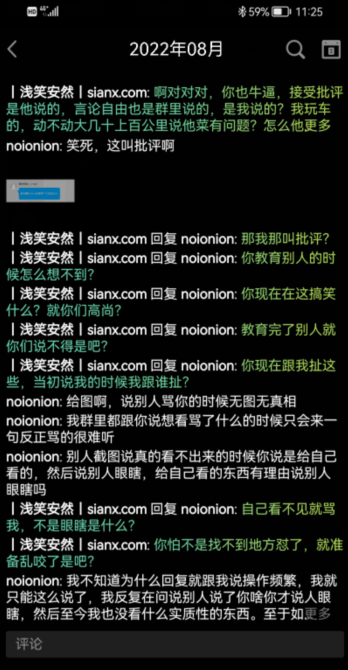 HD 4G 59% 11:25
2022年08月
丨浅笑安然丨sianx.com: 啊对对对，你也牛逼，接受批评
是他说的，言论自由也是群里说的，是我说的？我玩车
的，动不动大几十上百公里说他菜有问题？怎么他更多
noionion: 笑死，这叫批评啊
丨浅笑安然丨sianx.com 回复 noionion: 那我那叫批评？
丨浅笑安然丨sianx.com 回复 noionion: 你教育别人的时
候怎么想不到？
丨浅笑安然丨sianx.com 回复 noionion: 你现在在这搞笑
什么？就你们高尚？
丨浅笑安然丨sianx.com 回复 noionion: 教育完了别人就
你们说不得是吧？
丨浅笑安然丨sianx.com 回复 noionion: 你现在跟我扯这
些，当初说我的时候我跟谁扯？
noionion: 给图啊，说别人骂你的时候无图无真相
noionion: 我群里都跟你说想看骂了什么的时候只会来一
句反正骂的很难听
noionion: 别人截图说真的看不出来的时候你说是给自己
看的，然后说别人眼瞎，给自己看的东西有理由说别人
眼瞎吗
丨浅笑安然丨sianx.com 回复 noionion: 自己看不见就骂
我，不是眼瞎是什么？
丨浅笑安然丨sianx.com 回复 noionion: 你怕不是找不到地方怼了，就准
备乱咬了是吧？
noionion: 我不知道为什么回复就跟我说操作频繁，我就
只能这么说了，我反复在问说别人说了你啥你才说人眼
瞎，然后至今我也没看什么实质性的东西。至于如更多
评论